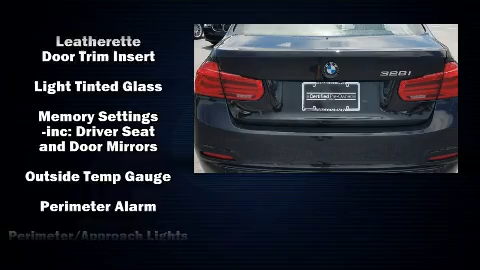 Leatherette
Door Trim Insert
Light Tinted Glass
Memory Settings
-inc: Driver Seat
and Door Mirrors
Outside Temp Gauge
Perimeter Alarm
Perimeter/Approach Lights
Certified